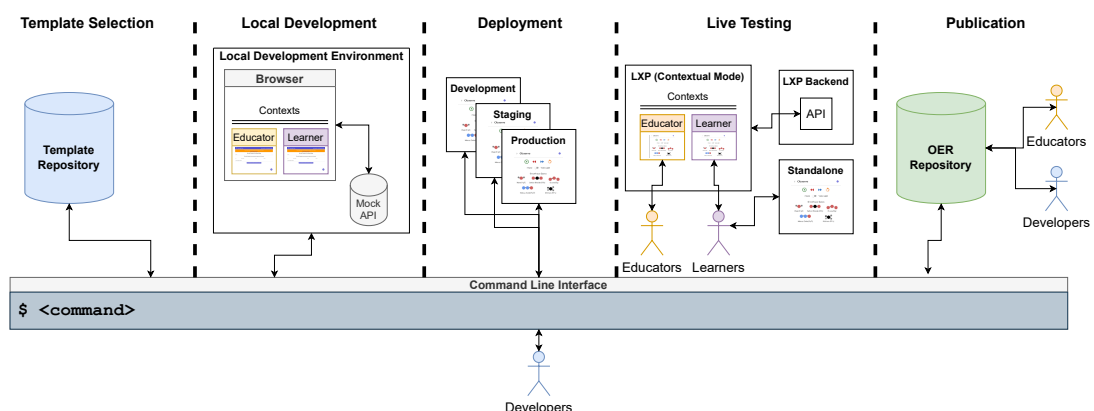 Template Selection
Local Development
Deployment
Live Testing
Publication
Template
Repository
Local Development Environment
Browser
Contexts
Educator
Learner
Mock
API
Development
Staging
Production
LXP (Contextual Mode)
Contexts
Educator
Learner
LXP Backend
API
Standalone
Educators
Learners
OER
Repository
Educators
Developers
Command Line Interface
$ <command>
Developers